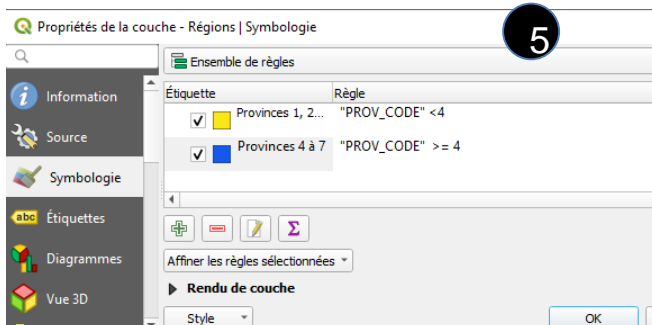 Propriétés de la couche - Régions | Symbologie
5
Ensemble de règles
Information
Étiquette Règle
Provinces 1, 2... "PROV_CODE" <4
Source
Provinces 4 à 7 "PROV_CODE" >= 4
Symbologie
abc Étiquettes
Σ
Diagrammes
Affiner les règles sélectionnées
Rendu de couche
Vue 3D
Style OK